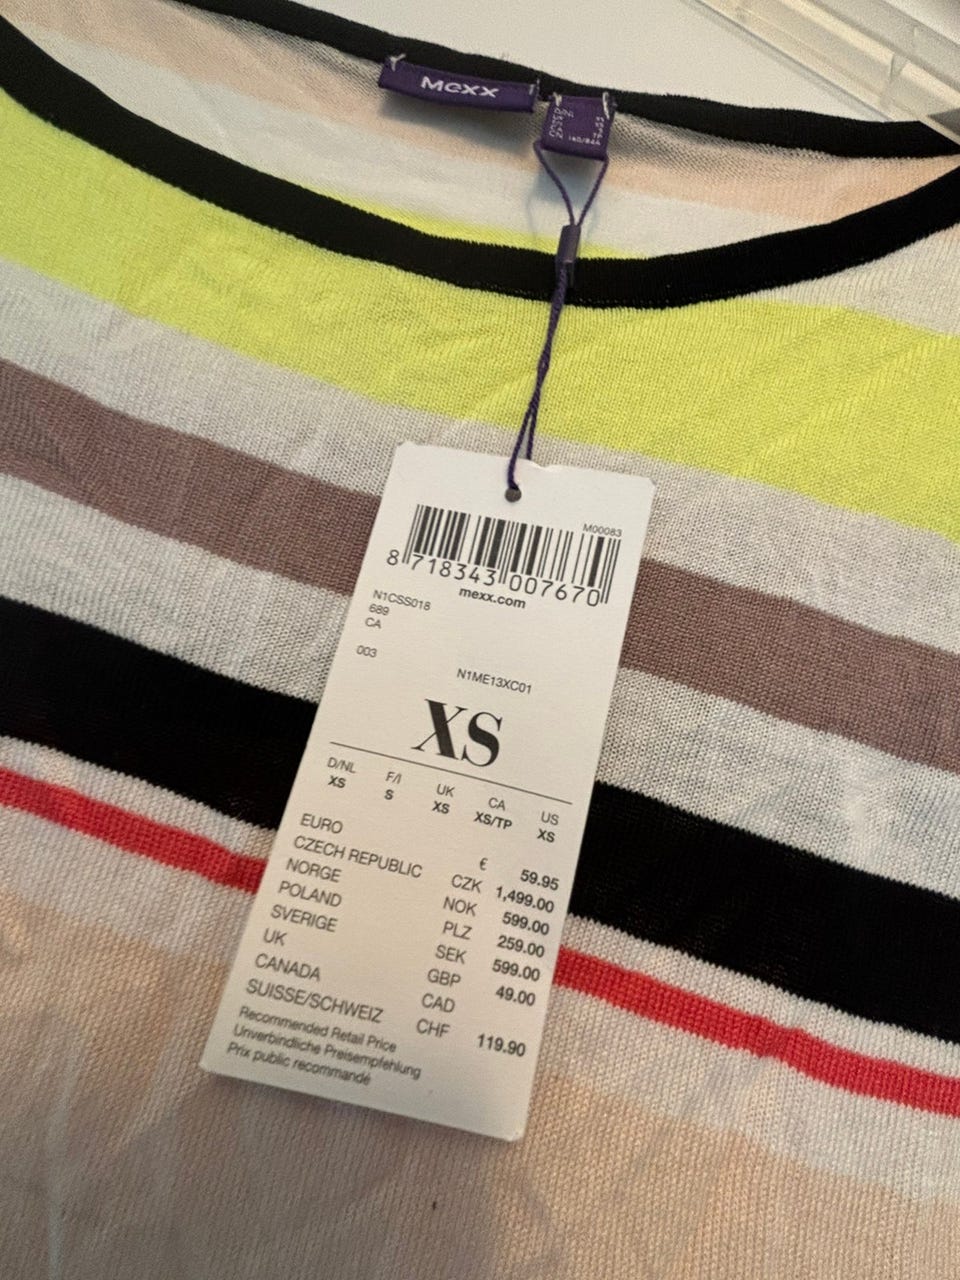 Mexx
160/84A
M00083
8 718343 007670
mexx.com
N1CSS018
689
CA
003
N1ME13XC01
XS
D/NL F/I UK CA US
XS S XS XS/TP XS
EURO € 59.95
CZECH REPUBLIC CZK 1,499.00
NORGE NOK 599.00
POLAND PLZ 259.00
SVERIGE SEK 599.00
UK GBP 49.00
CANADA CAD
SUISSE/SCHWEIZ CHF 119.90
Recommended Retail Price
Unverbindliche Preisempfehlung
Prix public recommandé